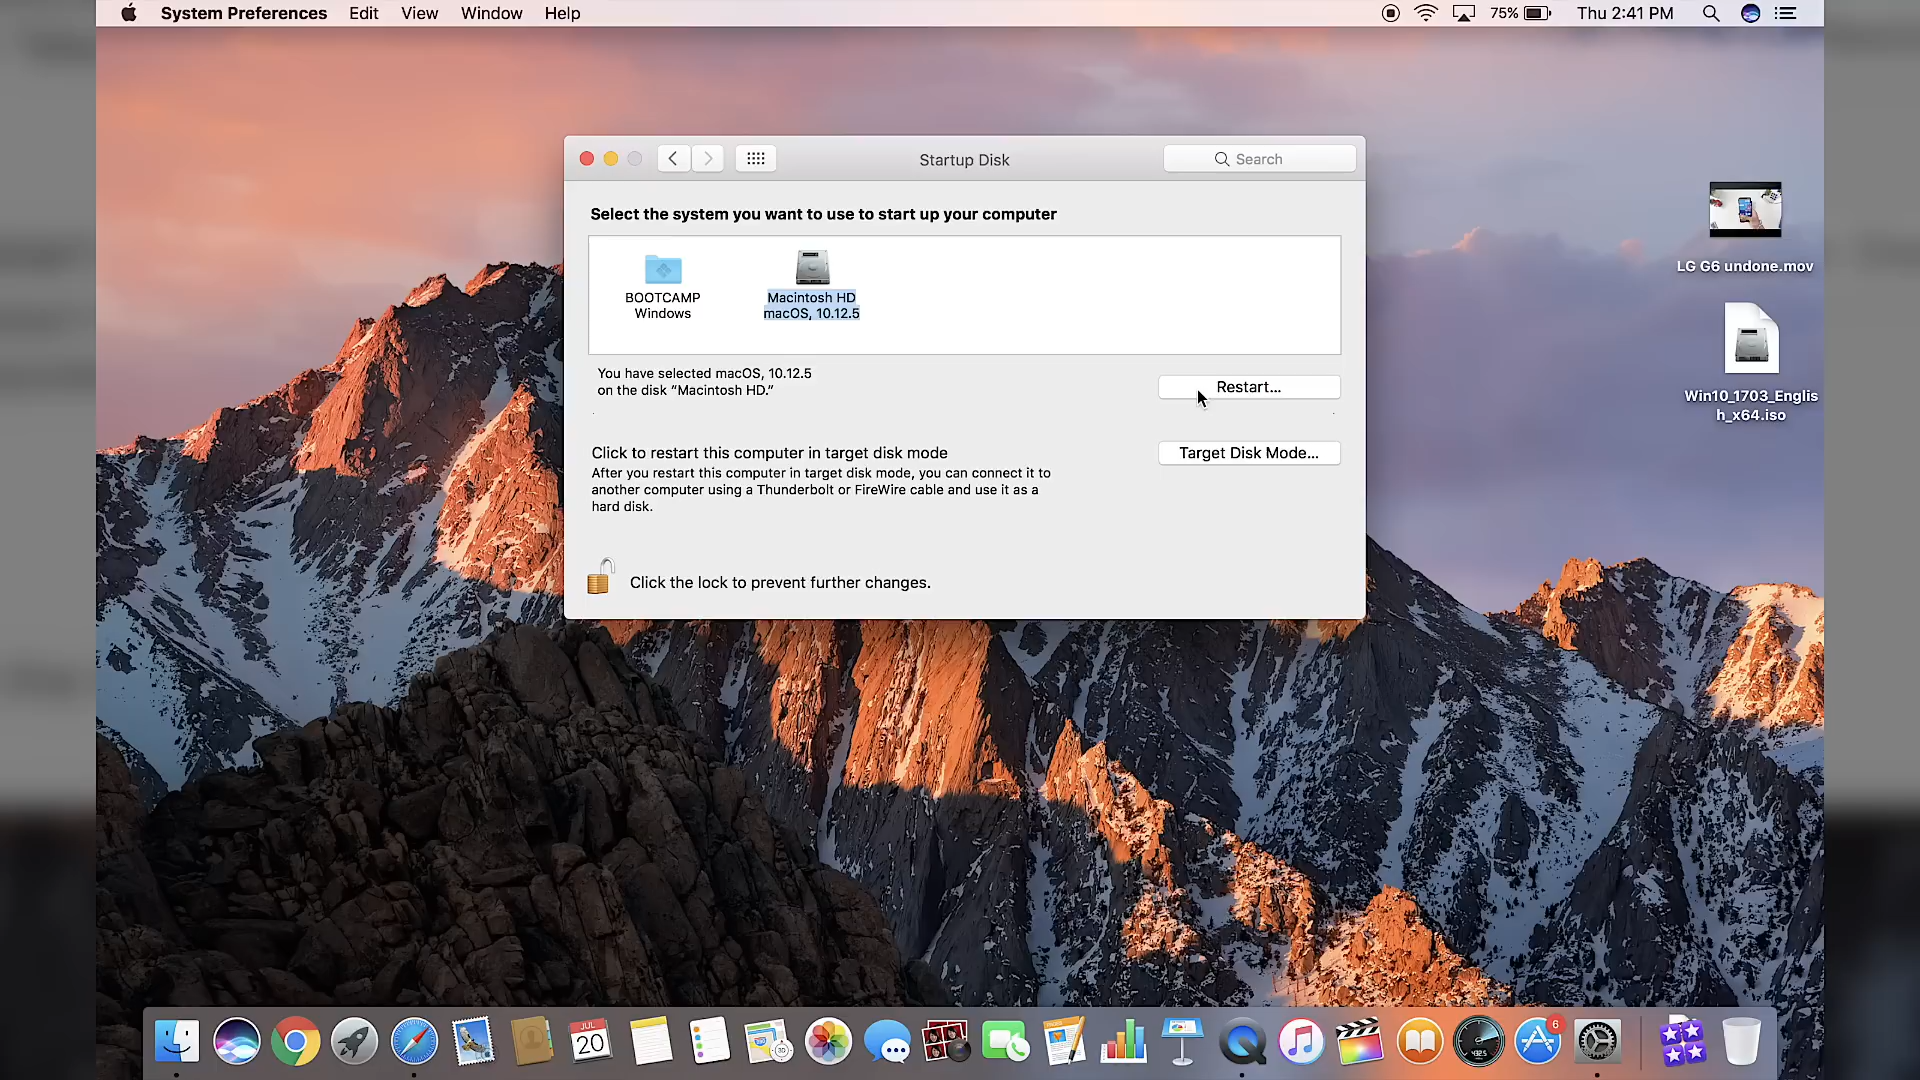 System Preferences Edit View Window Help
75% Thu 2:41 PM
Startup Disk
Search
Select the system you want to use to start up your computer
BOOTCAMP
Windows
Macintosh HD
macOS, 10.12.5
You have selected macOS, 10.12.5
on the disk “Macintosh HD.”
Restart...
Click to restart this computer in target disk mode
After you restart this computer in target disk mode, you can connect it to
another computer using a Thunderbolt or FireWire cable and use it as a
hard disk.
Target Disk Mode...
Click the lock to prevent further changes.
LG G6 undone.mov
Win10_1703_Englis
h_x64.iso
JUL
20
6